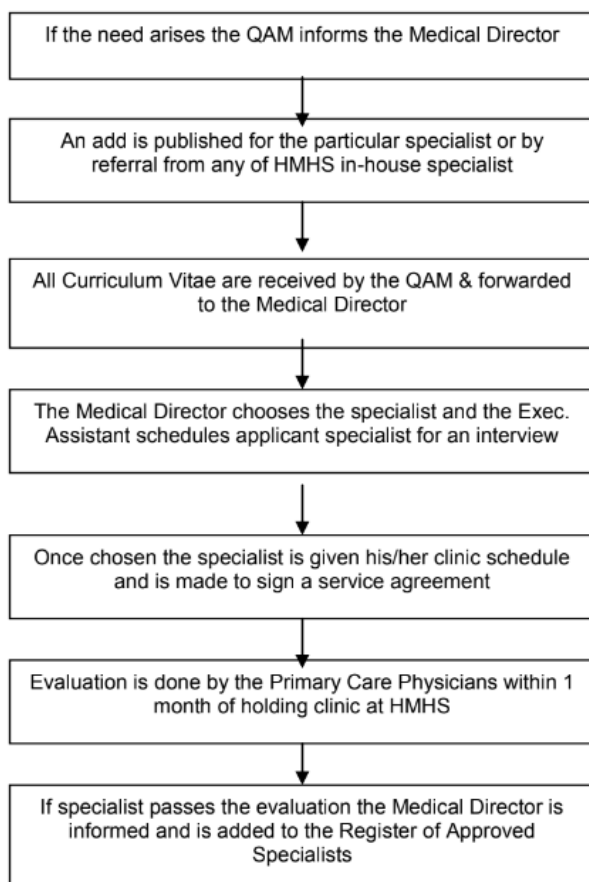 If the need arises the QAM informs the Medical Director
An add is published for the particular specialist or by
referral from any of HMHS in-house specialist
All Curriculum Vitae are received by the QAM & forwarded
to the Medical Director
The Medical Director chooses the specialist and the Exec.
Assistant schedules applicant specialist for an interview
Once chosen the specialist is given his/her clinic schedule
and is made to sign a service agreement
Evaluation is done by the Primary Care Physicians within 1
month of holding clinic at HMHS
If specialist passes the evaluation the Medical Director is
informed and is added to the Register of Approved
Specialists